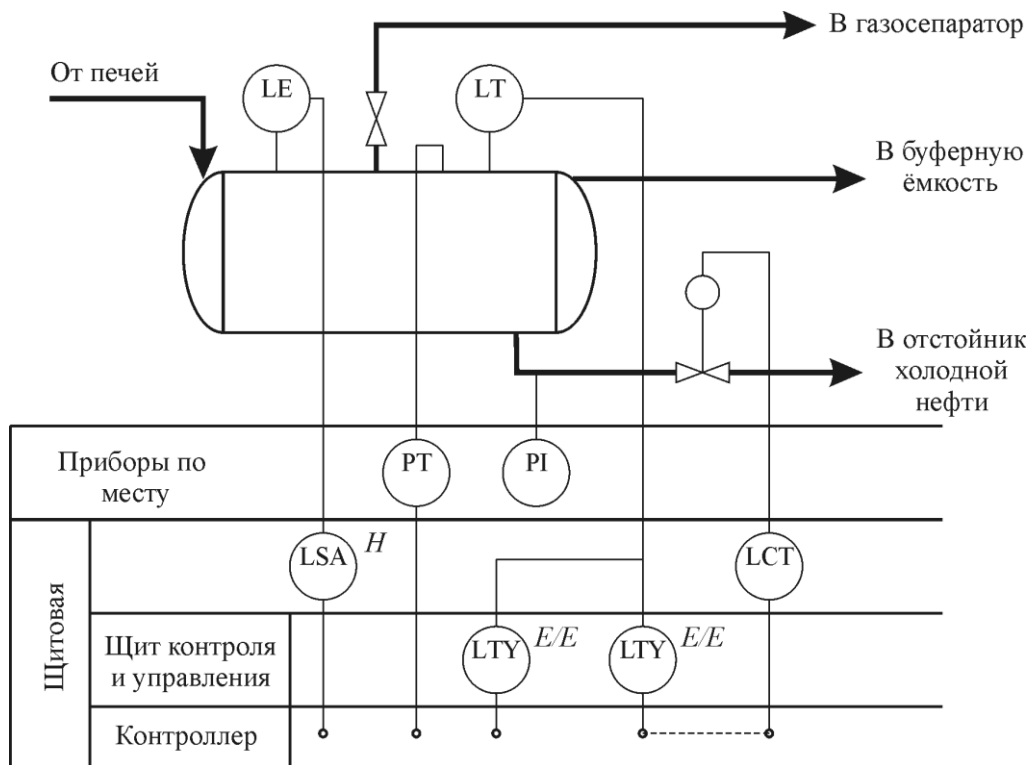 В газосепаратор
От печей
LE
LT
В буферную
ёмкость
В отстойник
холодной
нефти
Приборы по
месту
PT
PI
Щитовая
LSA
H
LCT
Щит контроля
и управления
LTY
E/E
LTY
E/E
Контроллер